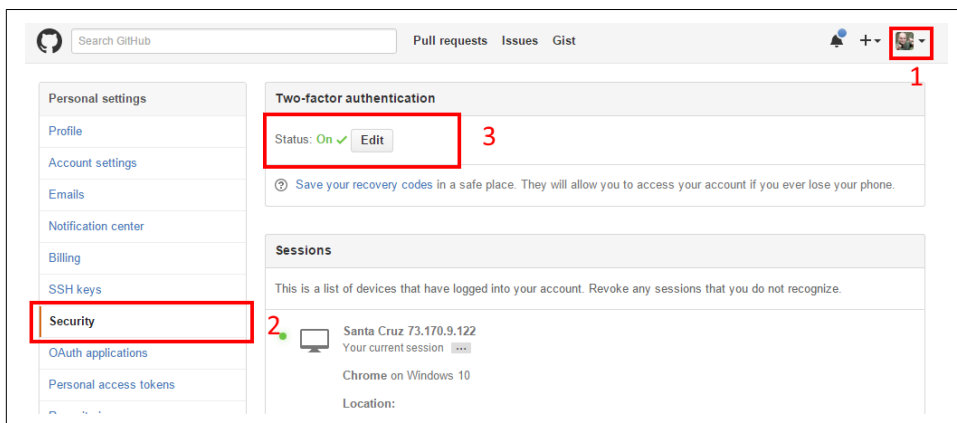 Search GitHub
Pull requests Issues Gist
1
Personal settings
Profile
Account settings
Emails
Notification center
Billing
SSH keys
Security
2
OAuth applications
Personal access tokens
Two-factor authentication
Status: On ✓ Edit
3
Save your recovery codes in a safe place. They will allow you to access your account if you ever lose your phone.
Sessions
This is a list of devices that have logged into your account. Revoke any sessions that you do not recognize.
Santa Cruz 73.170.9.122
Your current session ...
Chrome on Windows 10
Location: